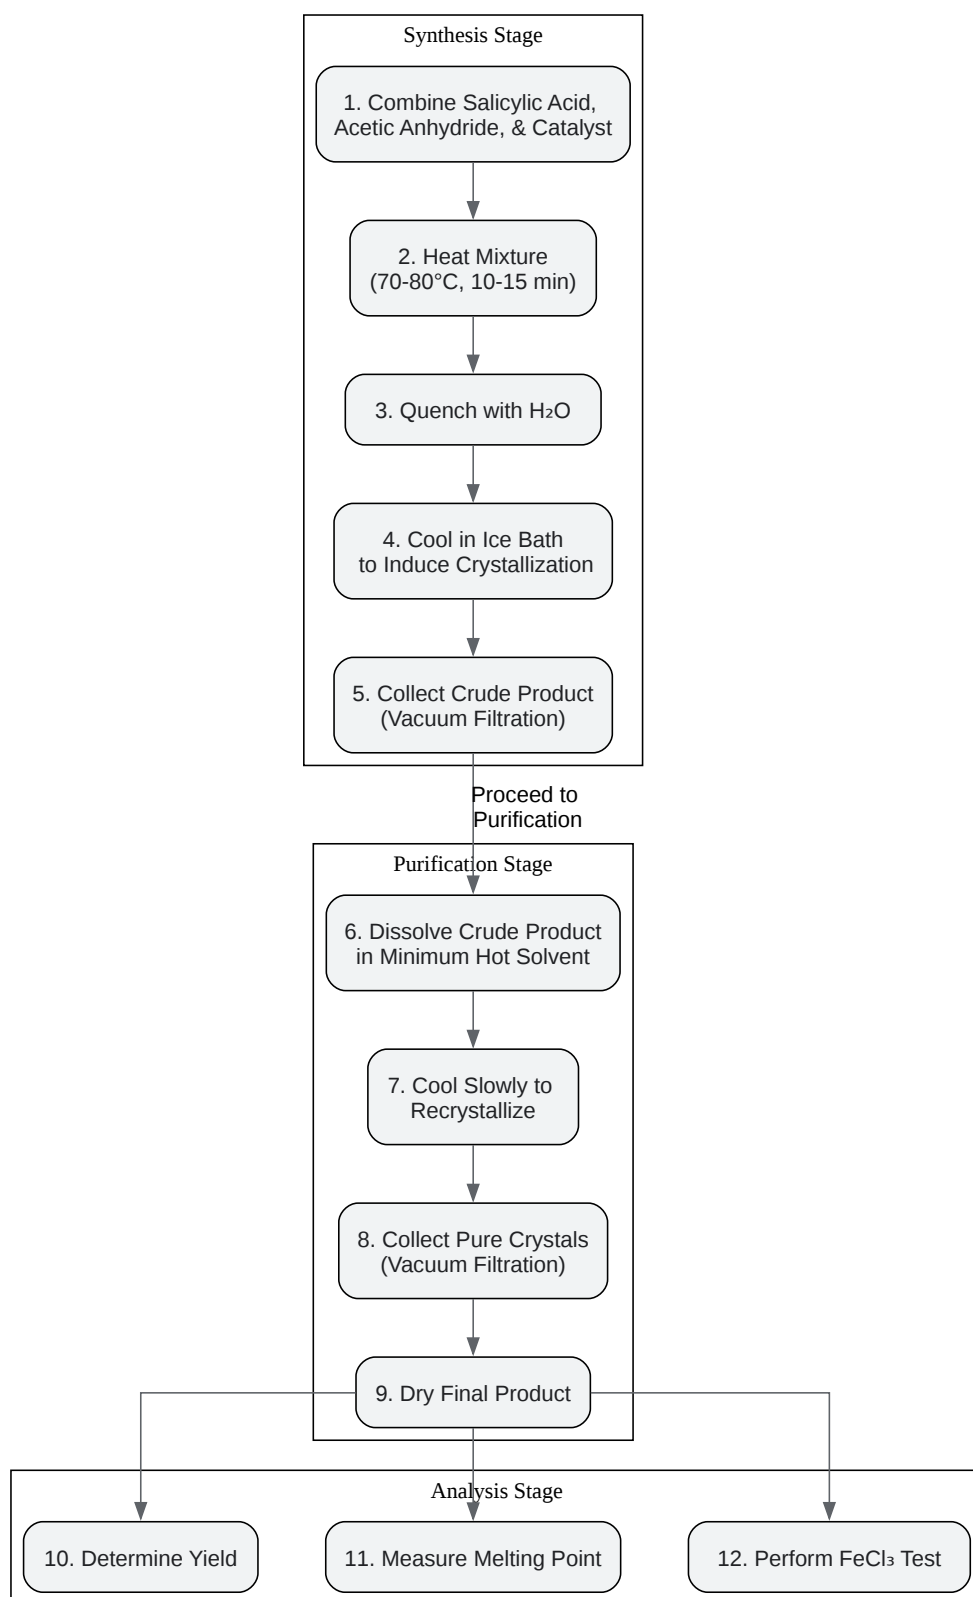 Synthesis Stage
1. Combine Salicylic Acid,
Acetic Anhydride, & Catalyst
2. Heat Mixture
(70-80°C, 10-15 min)
3. Quench with H₂O
4. Cool in Ice Bath
to Induce Crystallization
5. Collect Crude Product
(Vacuum Filtration)
Proceed to
Purification
Purification Stage
6. Dissolve Crude Product
in Minimum Hot Solvent
7. Cool Slowly to
Recrystallize
8. Collect Pure Crystals
(Vacuum Filtration)
9. Dry Final Product
Analysis Stage
10. Determine Yield
11. Measure Melting Point
12. Perform FeCl₃ Test